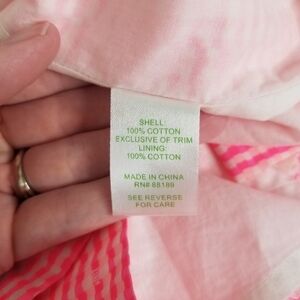 SHELL:
100% COTTON
EXCLUSIVE OF TRIM
LINING:
100% COTTON
MADE IN CHINA
RN# 88189
SEE REVERSE
FOR CARE